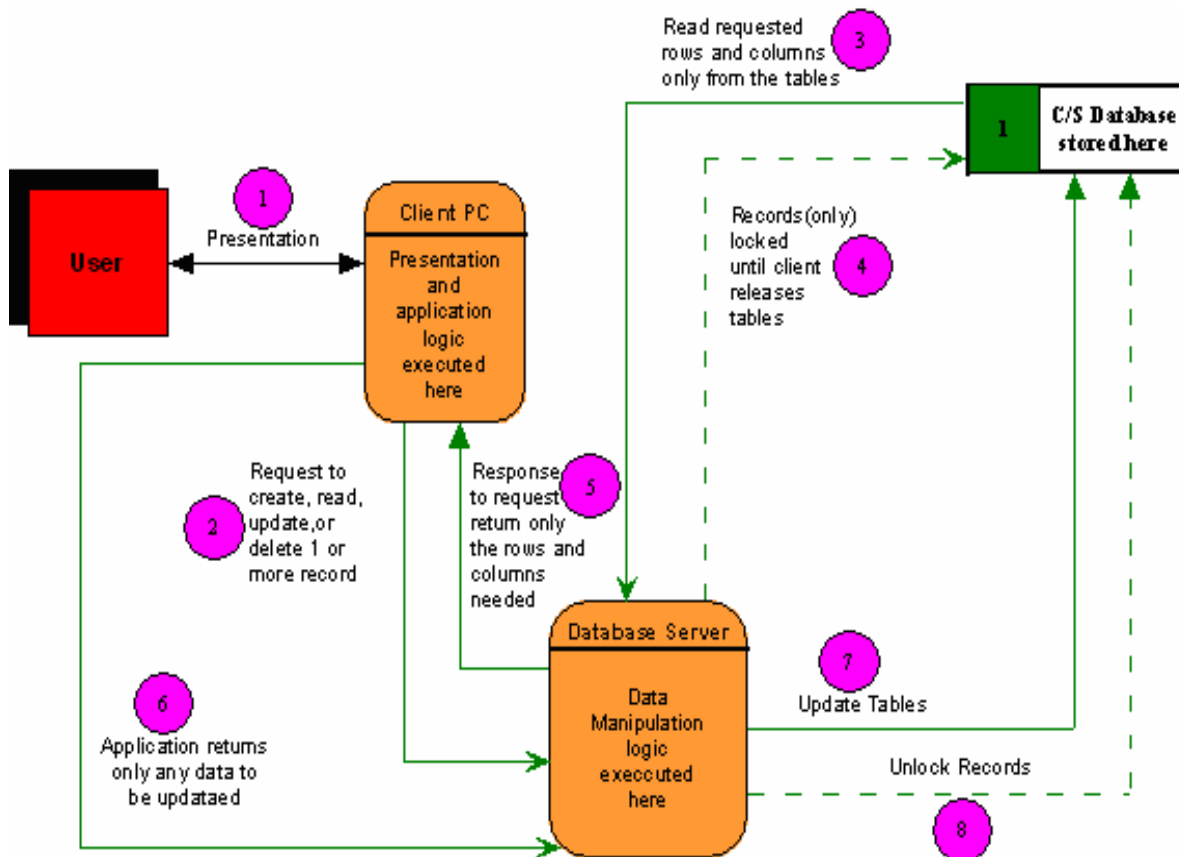 Read requested
rows and columns
only from the tables
3
1
C/S Database
stored here
1
Presentation
User
Client PC
Presentation
and
application
logic
executed
here
Records(only)
locked
until client
releases
tables
4
2
Request to
create, read,
update,or
delete 1 or
more record
Response
to request
return only
the rows and
columns
needed
5
Database Server
Data
Manipulation
logic
execcuted
here
6
Application returns
only any data to
be updataed
7
Update Tables
Unlock Records
8